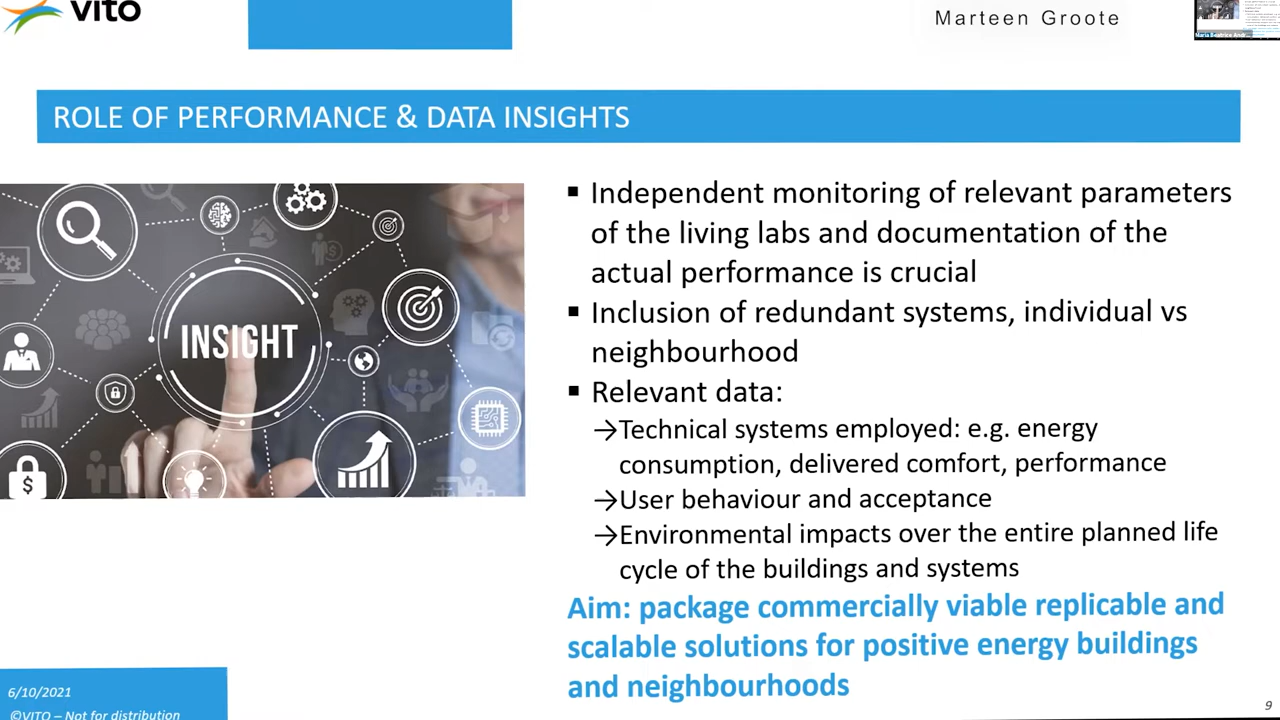 vito
Marteen Groote
Maria Beatrice Andr...
ROLE OF PERFORMANCE & DATA INSIGHTS
INSIGHT
▪ Independent monitoring of relevant parameters
of the living labs and documentation of the
actual performance is crucial
▪ Inclusion of redundant systems, individual vs
neighbourhood
▪ Relevant data:
→Technical systems employed: e.g. energy
consumption, delivered comfort, performance
→User behaviour and acceptance
→Environmental impacts over the entire planned life
cycle of the buildings and systems
Aim: package commercially viable replicable and
scalable solutions for positive energy buildings
and neighbourhoods
6/10/2021
©VITO – Not for distribution
9